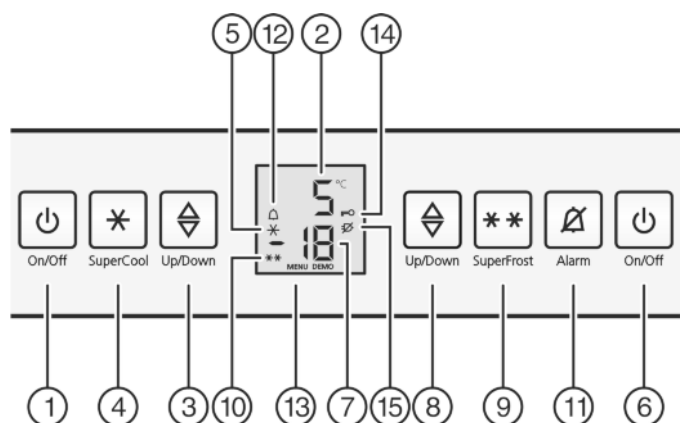 5 12 2 14
5 °C
-18
MENU DEMO
On/Off SuperCool Up/Down Up/Down SuperFrost Alarm On/Off
1 4 3 10 13 7 15 8 9 11 6